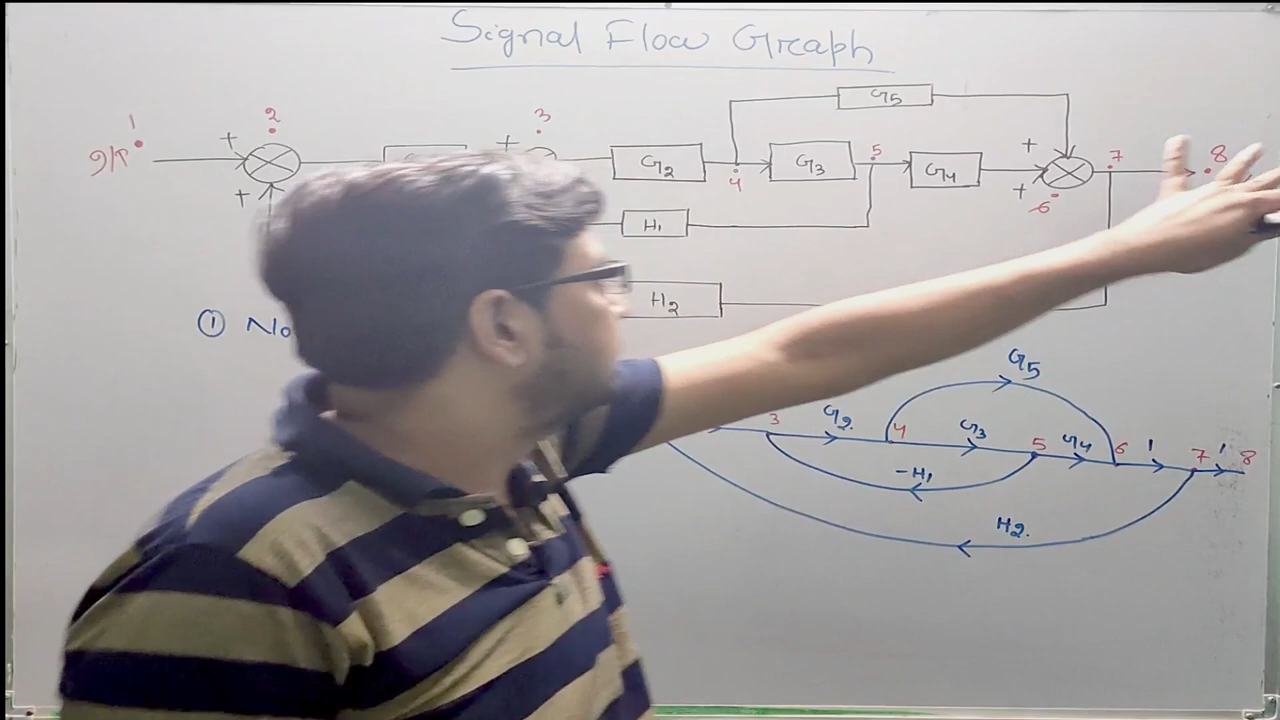 Signal Flow Graph
1 2 3
I/P + + G5
G2 4 G3 5 G4 + 7 8
+ + 6
H1
H2
① No
G5
3 G2 4 G3 5 G4 6 1 7 1 8
-H1
H2